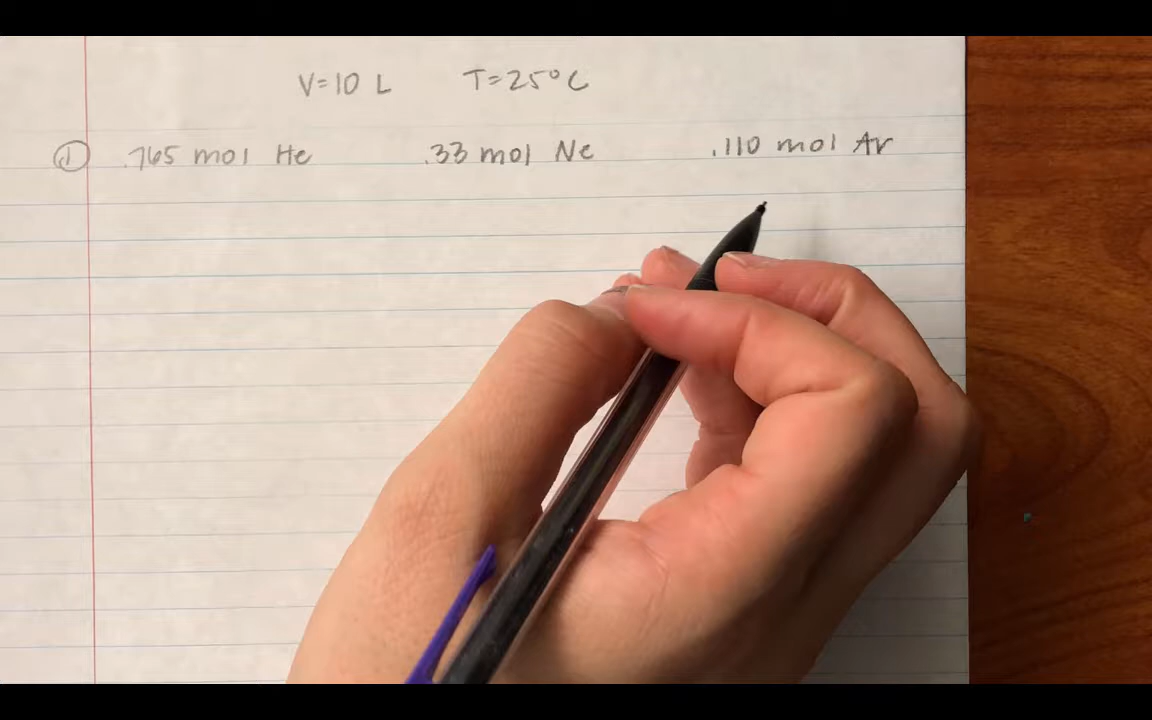 V=10 L T=25°C
① .765 mol He .33 mol Ne .110 mol Ar